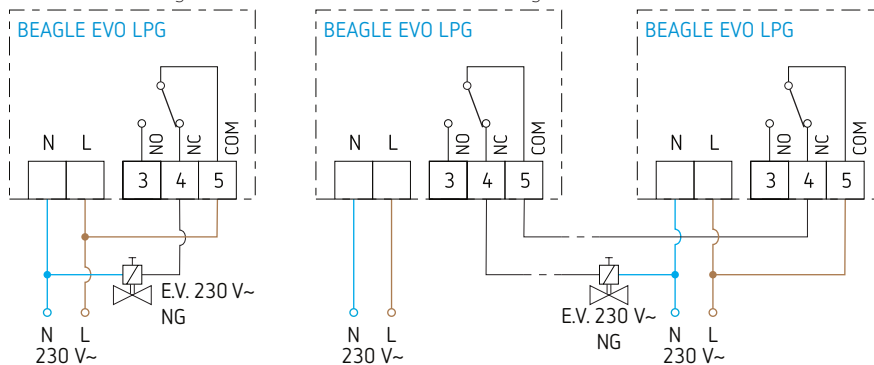 BEAGLE EVO LPG
N L
NO NC COM
3 4 5
E.V. 230 V~
NG
N L
230 V~
BEAGLE EVO LPG
N L
NO NC COM
3 4 5
N L
230 V~
BEAGLE EVO LPG
N L
NO NC COM
3 4 5
E.V. 230 V~
NG
N L
230 V~